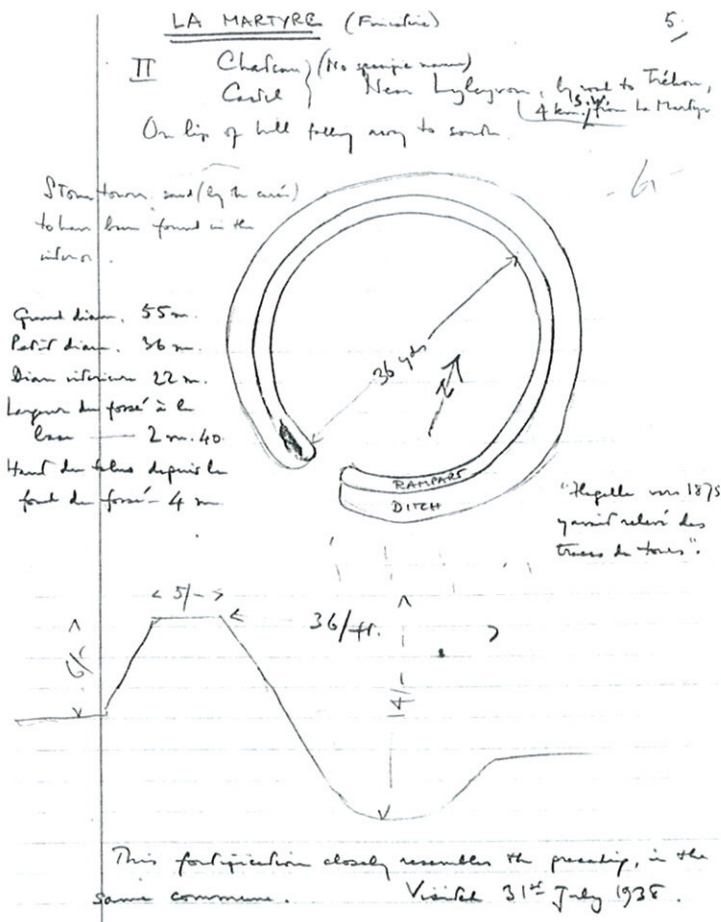 LA MARTYRE (Finistère) 5.
II Chateau } (No specific name)
Castel } Near Lyleyron, by road to Tréhou,
4 km. S.W. from La Martyre
On lip of hill falling away to south.
Stone towers said (by the curé)
to have been found in the
interior.
Grand diam. 55 m.
Petit diam. 36 m.
Diam intérieur 22 m.
Largeur du fossé à la
base — 2 m. 40.
Haut du talus depuis le
fond du fossé - 4 m
36 yds
N
RAMPART
DITCH
"Flagelle vers 1875
y avait relevé des
traces de tours".
5/-
36/ft.
6/-
14/-
This fortification closely resembles the preceding, in the
same commune. Visited 31st July 1938.